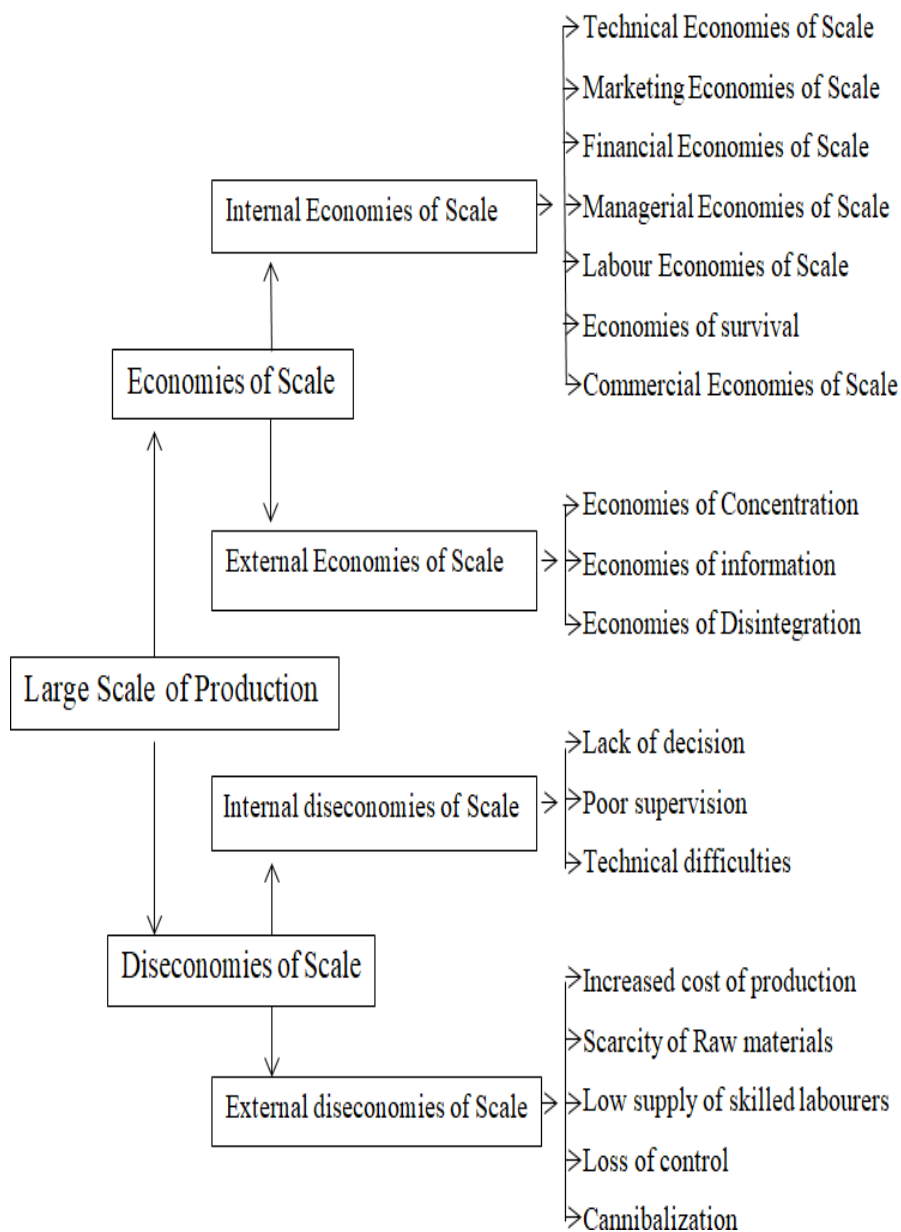 Technical Economies of Scale
Marketing Economies of Scale
Financial Economies of Scale
Internal Economies of Scale
Managerial Economies of Scale
Labour Economies of Scale
Economies of survival
Economies of Scale
Commercial Economies of Scale
Economies of Concentration
External Economies of Scale
Economies of information
Economies of Disintegration
Large Scale of Production
Lack of decision
Internal diseconomies of Scale
Poor supervision
Technical difficulties
Diseconomies of Scale
Increased cost of production
Scarcity of Raw materials
External diseconomies of Scale
Low supply of skilled labourers
Loss of control
Cannibalization